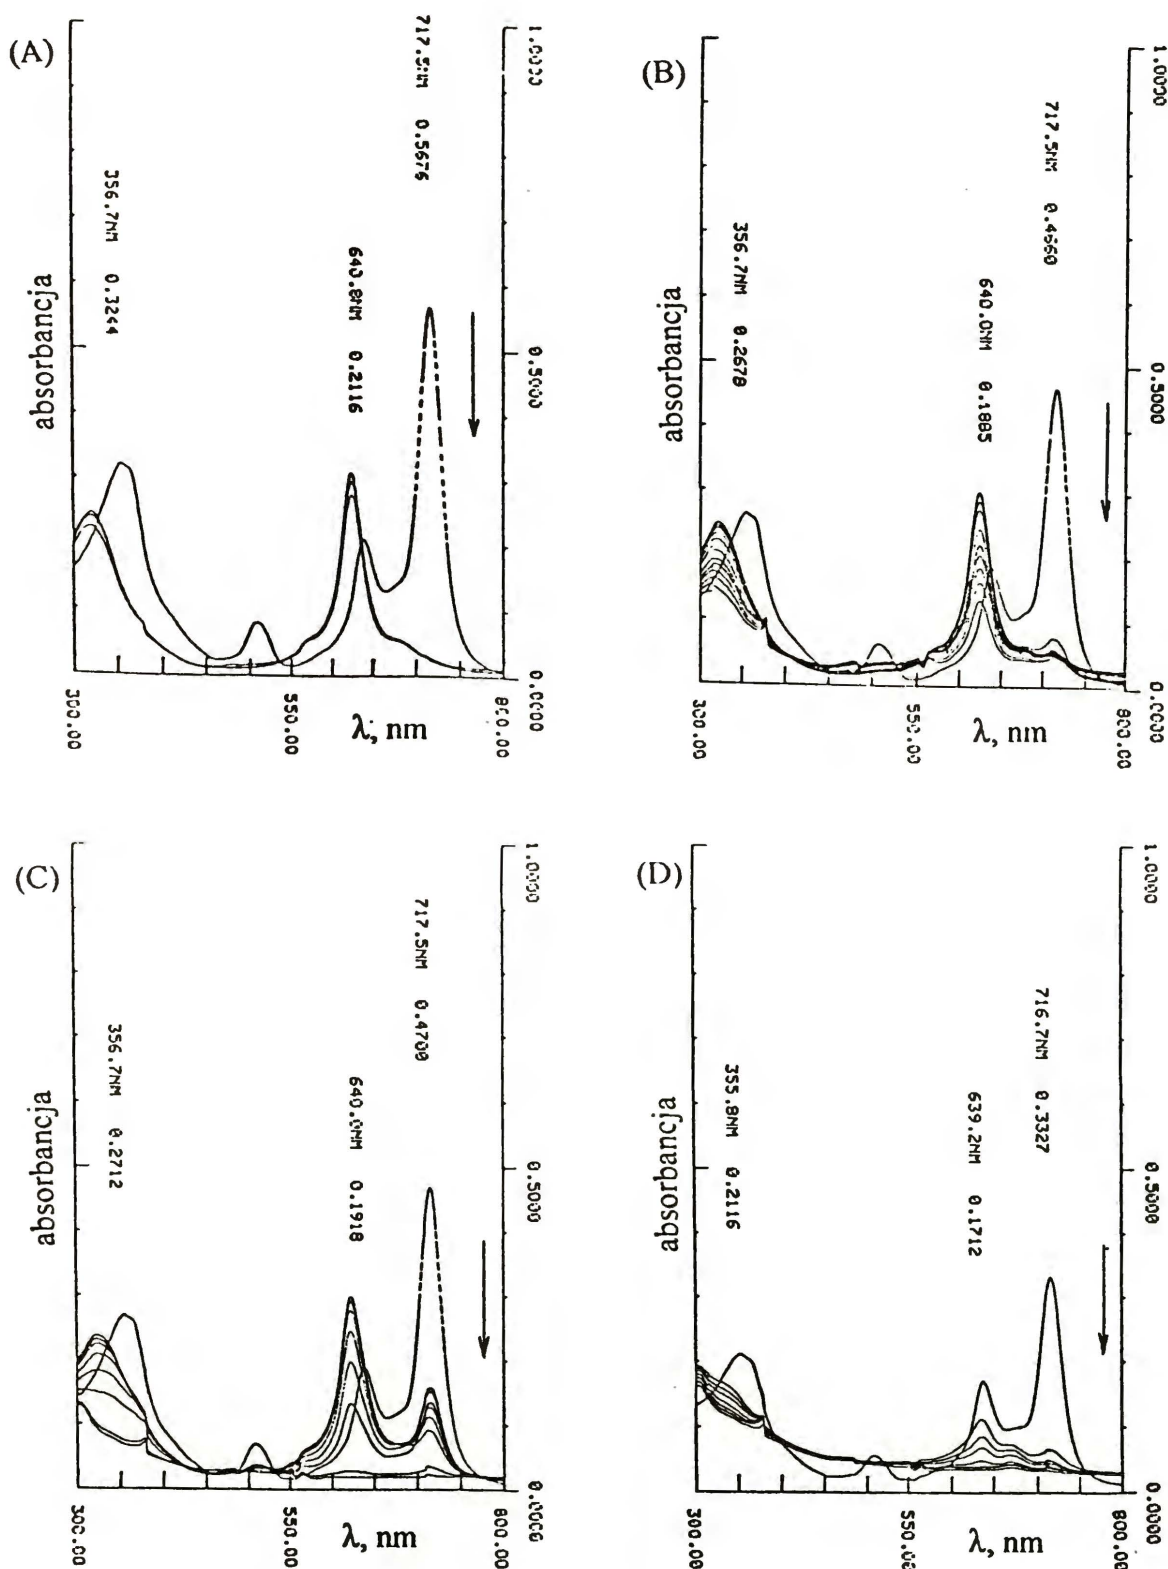 (A)
717.5NM 0.5676
640.8NM 0.2116
356.7NM 0.3244
absorbancja
1.0000
0.5000
0.0000
300.00
550.00
800.00
λ, nm
(B)
717.5NM 0.4660
640.0NM 0.1885
356.7NM 0.2678
absorbancja
1.0000
0.5000
0.0000
300.00
550.00
800.00
λ, nm
(C)
717.5NM 0.4700
640.0NM 0.1918
356.7NM 0.2712
absorbancja
1.0000
0.5000
0.0000
300.00
550.00
800.00
λ, nm
(D)
716.7NM 0.3327
639.2NM 0.1712
355.8NM 0.2116
absorbancja
1.0000
0.5000
0.0000
300.00
550.00
800.00
λ, nm